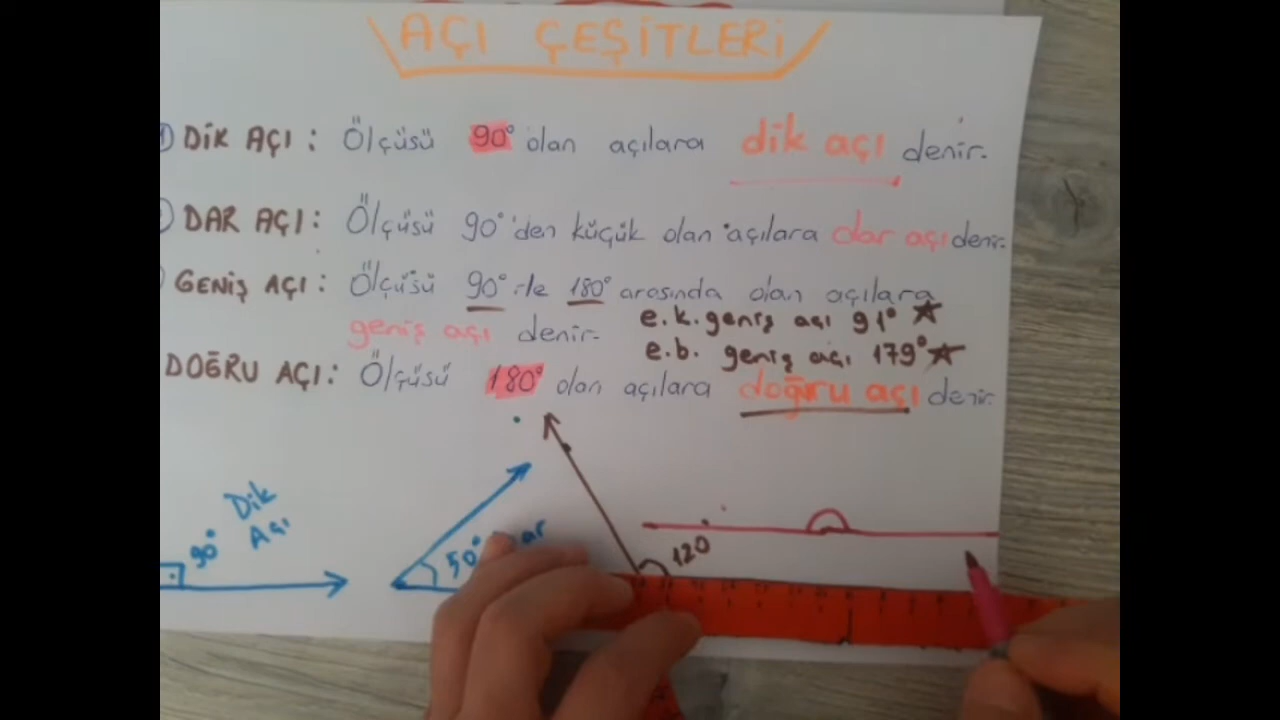 AÇI ÇEŞİTLERİ
DİK AÇI : Ölçüsü 90° olan açılara dik açı denir.
DAR AÇI : Ölçüsü 90°'den küçük olan açılara dar açı denir.
GENİŞ AÇI : Ölçüsü 90° ile 180° arasında olan açılara
geniş açı denir. e.k. geniş açı 91° ★
e.b. geniş açı 179° ★
DOĞRU AÇI : Ölçüsü 180° olan açılara doğru açı denir.
90° Dik
Açı
50°
120